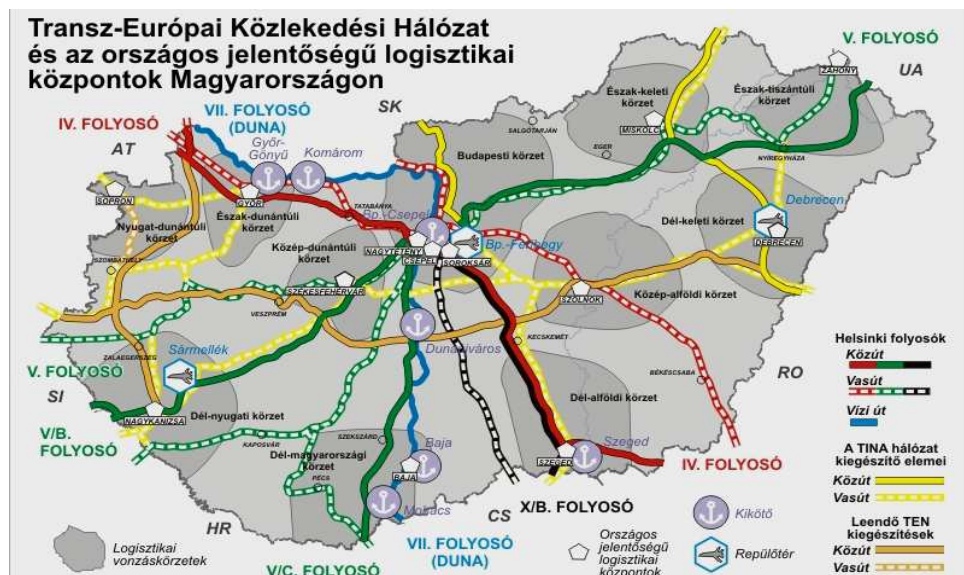 Transz-Európai Közlekedési Hálózat
és az országos jelentőségű logisztikai
központok Magyarországon
V. FOLYOSÓ
UA
ZÁHONY
SK
VII. FOLYOSÓ
(DUNA)
IV. FOLYOSÓ
AT
Győr-
Gönyü
Komárom
Észak-keleti
körzet
Észak-tiszántúli
körzet
MISKOLC
SALGÓTARJÁN
EGER
NYÍREGYHÁZA
Budapesti körzet
SOPRON
GYŐR
TATABÁNYA
Bp.-Csepel
Debrecen
Nyugat-dunántúli
körzet
Észak-dunántúli
körzet
Dél-keleti körzet
DEBRECEN
Közép-dunántúli
körzet
NAGYTÉTÉNY
CSEPEL
SOROKSÁR
Bp.-Ferihegy
SZOMBATHELY
SZÉKESFEHÉRVÁR
VESZPRÉM
SZOLNOK
Közép-alföldi körzet
Dunaújváros
KECSKEMÉT
ZALAEGERSZEG
Sármellék
V. FOLYOSÓ
SI
BÉKÉSCSABA
RO
Dél-alföldi körzet
NAGYKANIZSA
Dél-nyugati körzet
V/B.
FOLYOSÓ
KAPOSVÁR
SZEKSZÁRD
Dél-magyarországi
körzet
PÉCS
Baja
BAJA
Mohács
SZEGED
Szeged
IV. FOLYOSÓ
X/B. FOLYOSÓ
HR
CS
VII. FOLYOSÓ
(DUNA)
V/C. FOLYOSÓ
Logisztikai
vonzáskörzetek
Országos
jelentőségű
logisztikai
központok
Kikötő
Repülőtér
Helsinki folyosók
Közút
Vasút
Vízi út
A TINA hálózat
kiegészítő elemei
Közút
Vasút
Leendő TEN
kiegészítések
Közút
Vasút